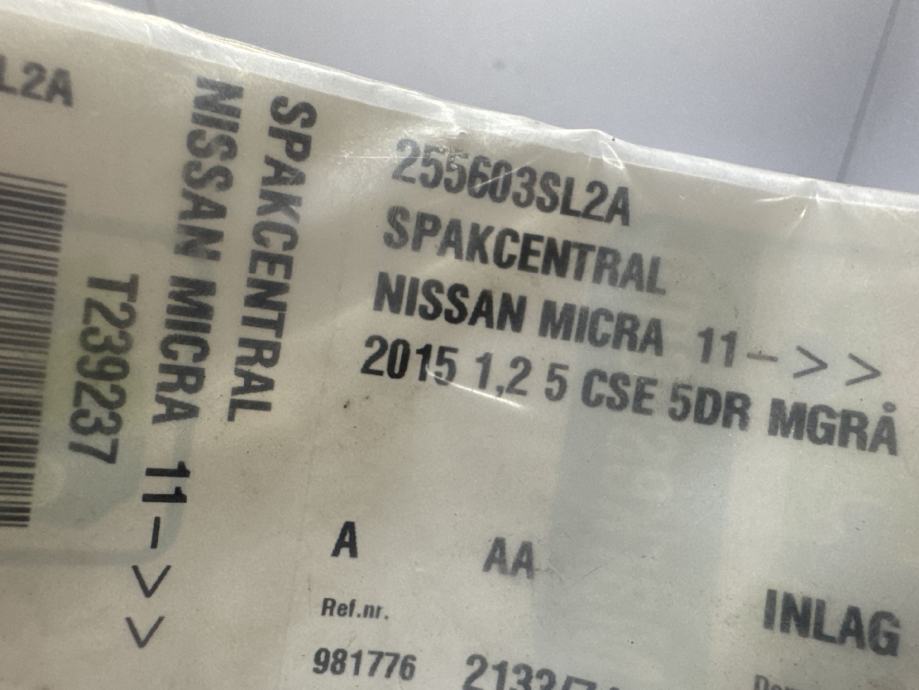 L2A
SPAKCENTRAL
NISSAN MICRA 11–>>
T239237
255603SL2A
SPAKCENTRAL
NISSAN MICRA 11–>>
2015 1,2 5 CSE 5DR MGRÅ
A AA
INLAG
Ref.nr.
981776